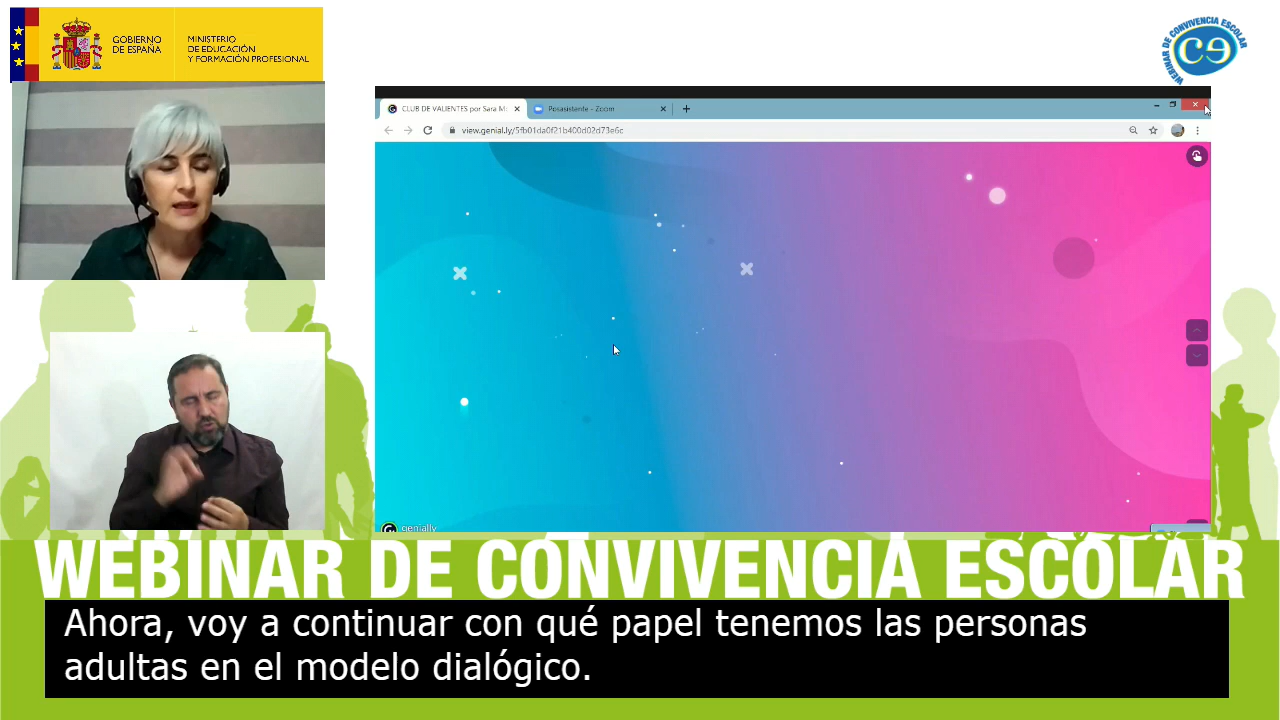 GOBIERNO
DE ESPAÑA
MINISTERIO
DE EDUCACIÓN
Y FORMACIÓN PROFESIONAL
WEBINAR DE CONVIVENCIA ESCOLAR
ce
CLUB DE VALIENTES por Sara M
Posasistente - Zoom
view.genial.ly/5fb01da0f21b400d02d73e6c
genially
WEBINAR DE CONVIVENCIA ESCOLAR
Ahora, voy a continuar con qué papel tenemos las personas
adultas en el modelo dialógico.